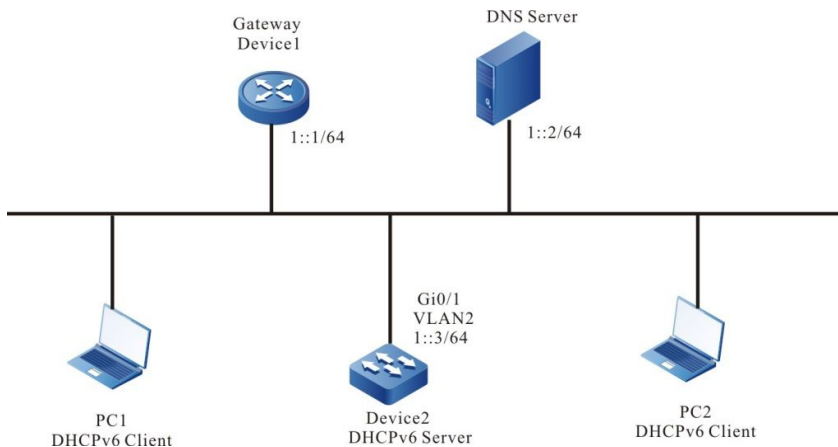 Gateway
Device1
DNS Server
1::1/64
1::2/64
Gi0/1
VLAN2
1::3/64
PC1
DHCPv6 Client
Device2
DHCPv6 Server
PC2
DHCPv6 Client